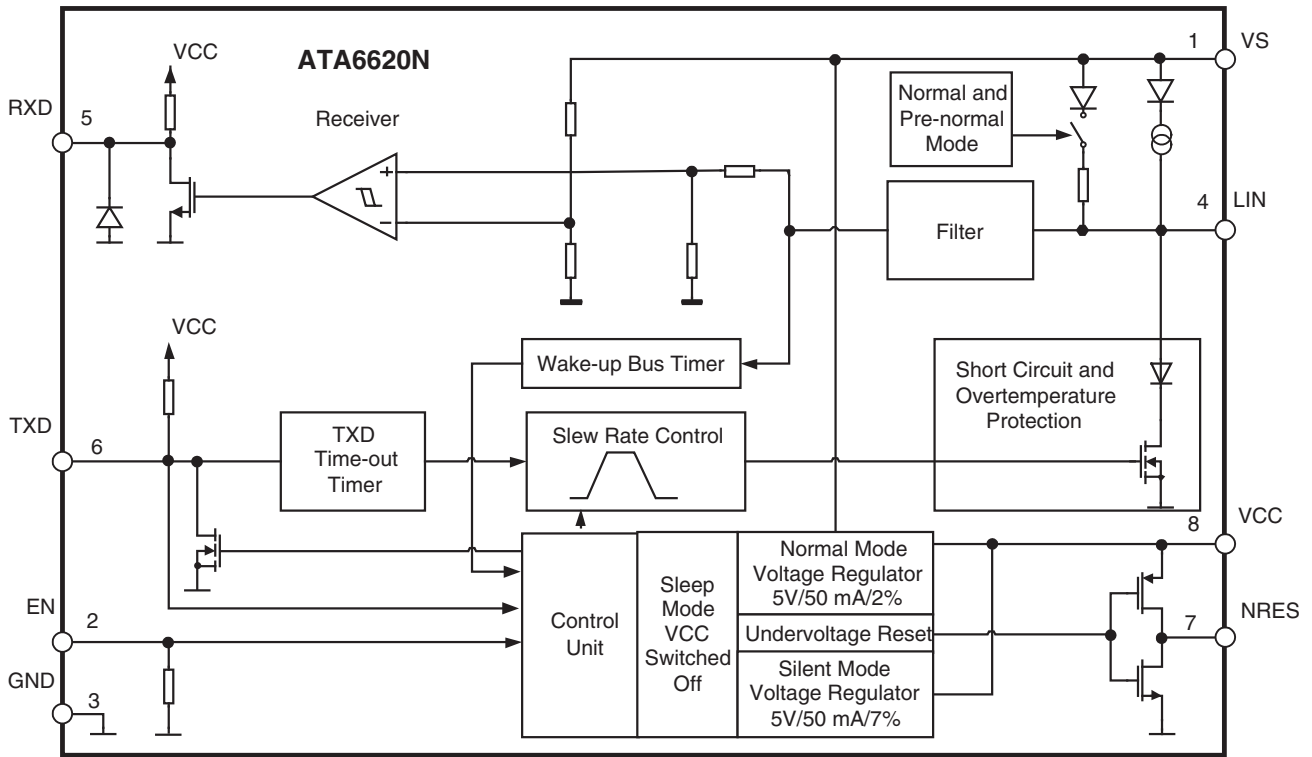 ATA6620N
VCC
RXD
5
Receiver
+
−
1
VS
Normal and
Pre-normal
Mode
4
LIN
Filter
VCC
Wake-up Bus Timer
Short Circuit and
Overtemperature
Protection
TXD
6
TXD
Time-out
Timer
Slew Rate Control
8
VCC
EN
2
Control
Unit
Sleep
Mode
VCC
Switched
Off
Normal Mode
Voltage Regulator
5V/50 mA/2%
Undervoltage Reset
Silent Mode
Voltage Regulator
5V/50 mA/7%
7
NRES
GND
3